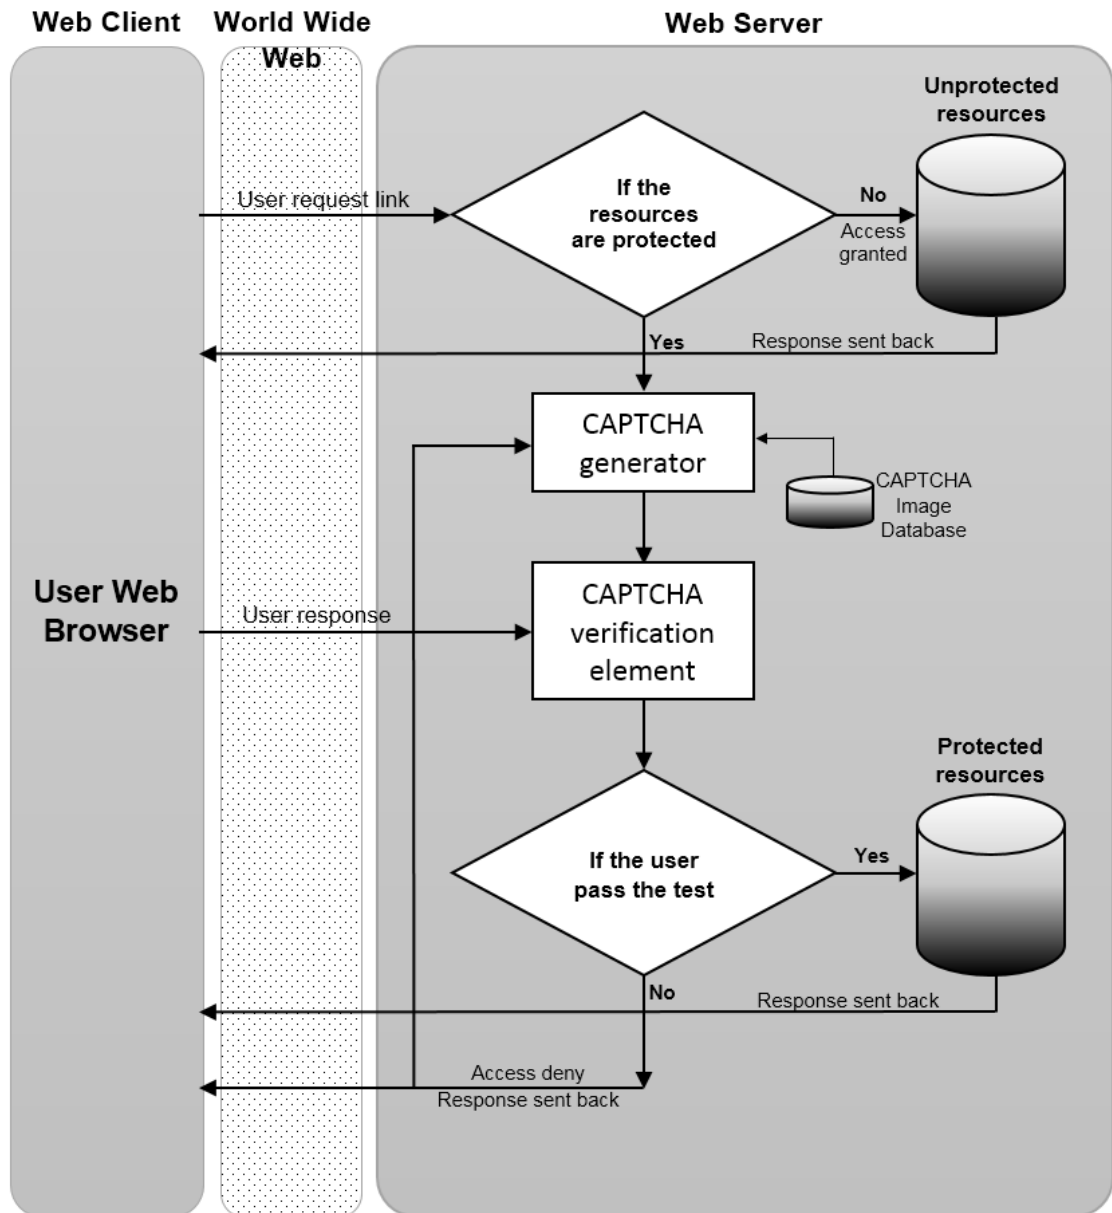 Web Client
World Wide
Web
Web Server
Unprotected
resources
If the
resources
are protected
User request link
No
Access
granted
Yes
Response sent back
CAPTCHA
generator
CAPTCHA
Image
Database
User Web
Browser
User response
CAPTCHA
verification
element
Protected
resources
If the user
pass the test
Yes
No
Response sent back
Access deny
Response sent back